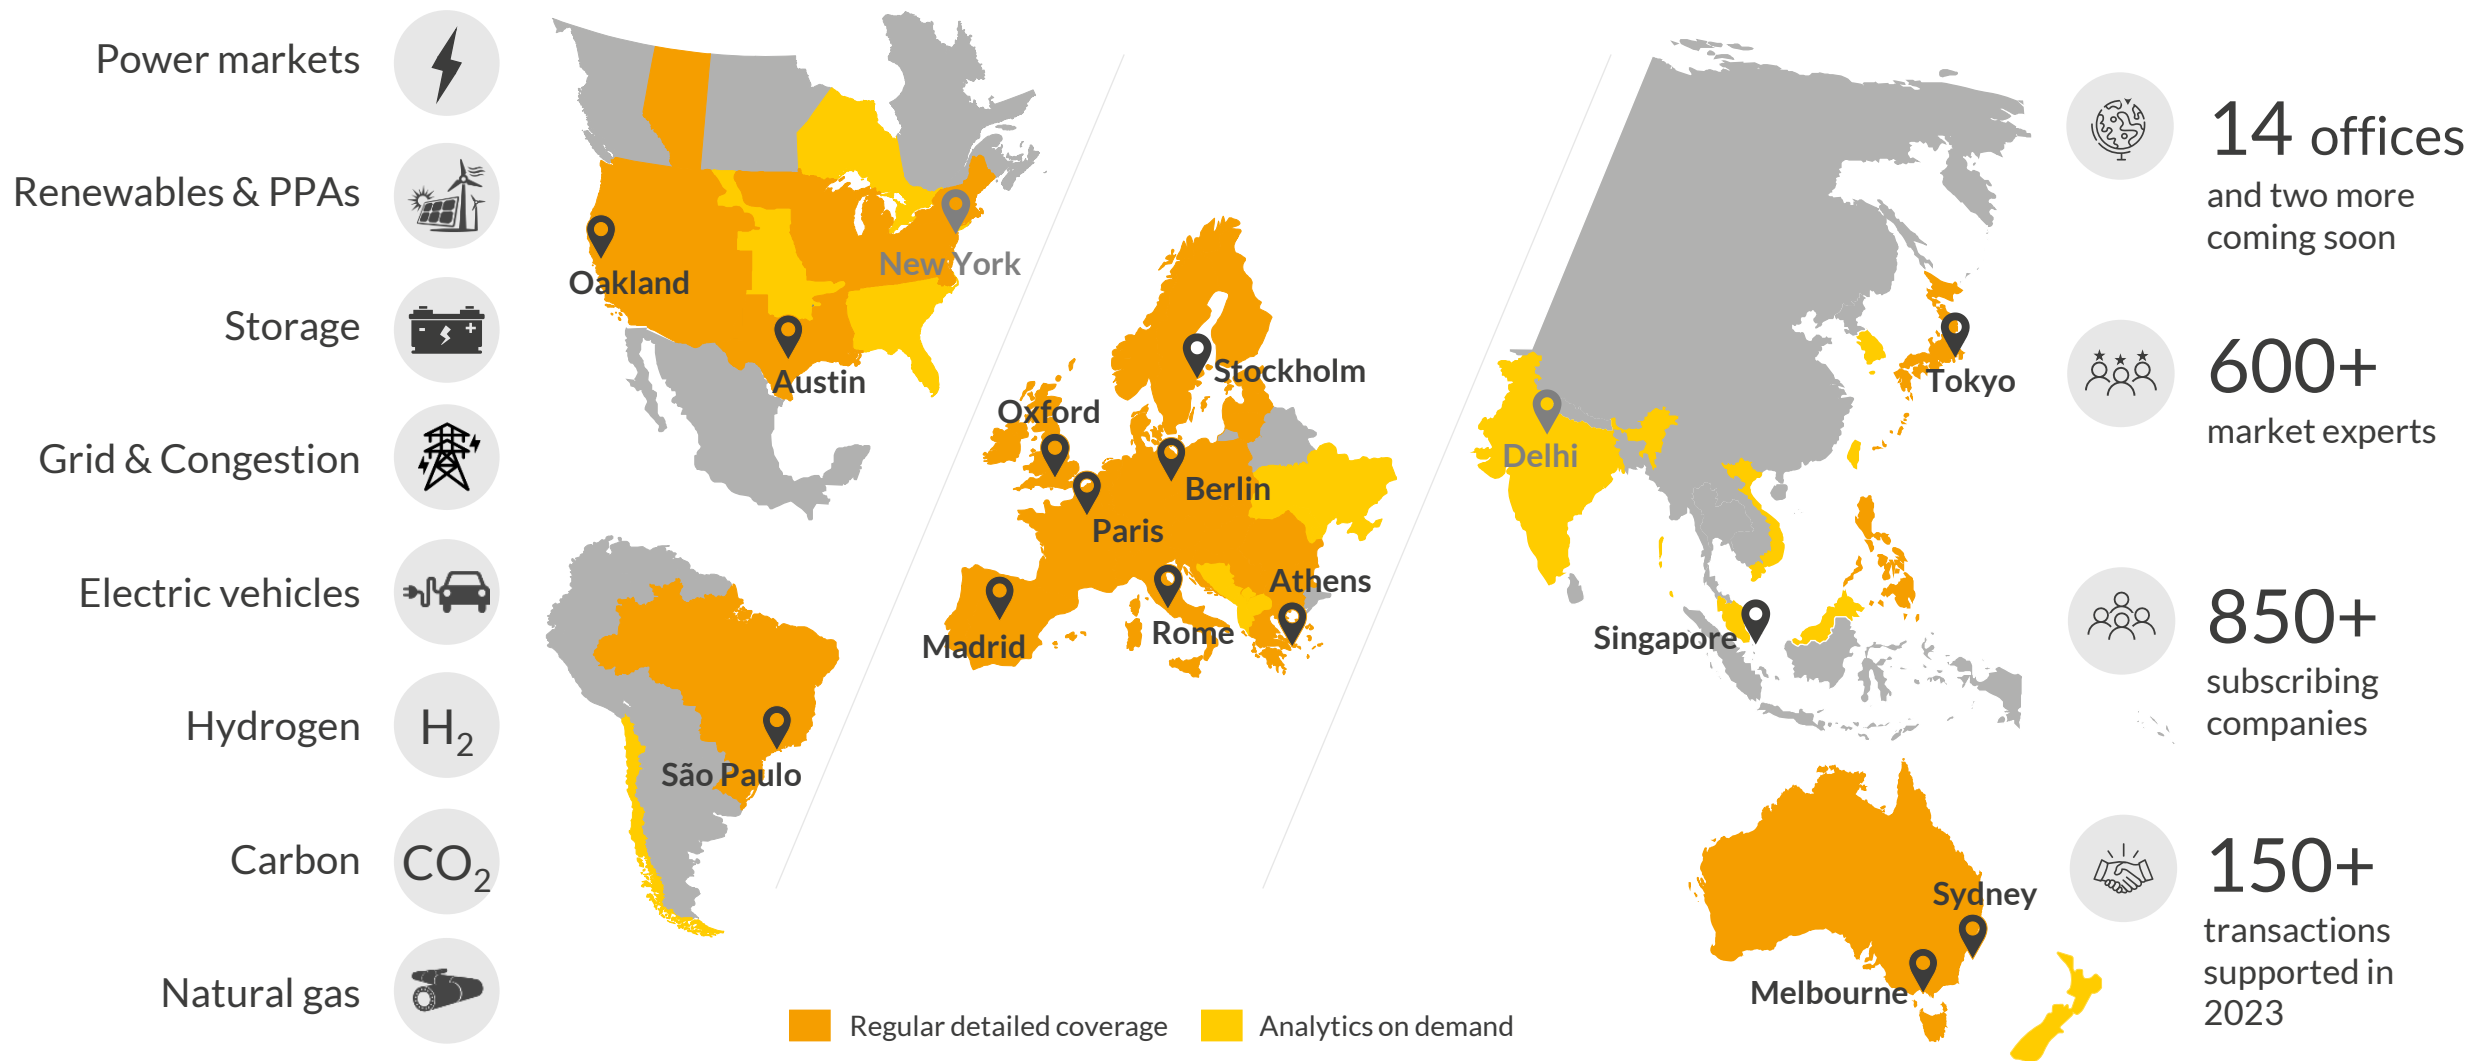 Power markets
Renewables & PPAs
Storage
Grid & Congestion
Electric vehicles
Hydrogen
H₂
Carbon
CO₂
Natural gas
Oakland
New York
Austin
São Paulo
Stockholm
Oxford
Berlin
Paris
Athens
Madrid
Rome
Tokyo
Delhi
Singapore
Sydney
Melbourne
Regular detailed coverage
Analytics on demand
14 offices
and two more
coming soon
600+
market experts
850+
subscribing
companies
150+
transactions
supported in
2023